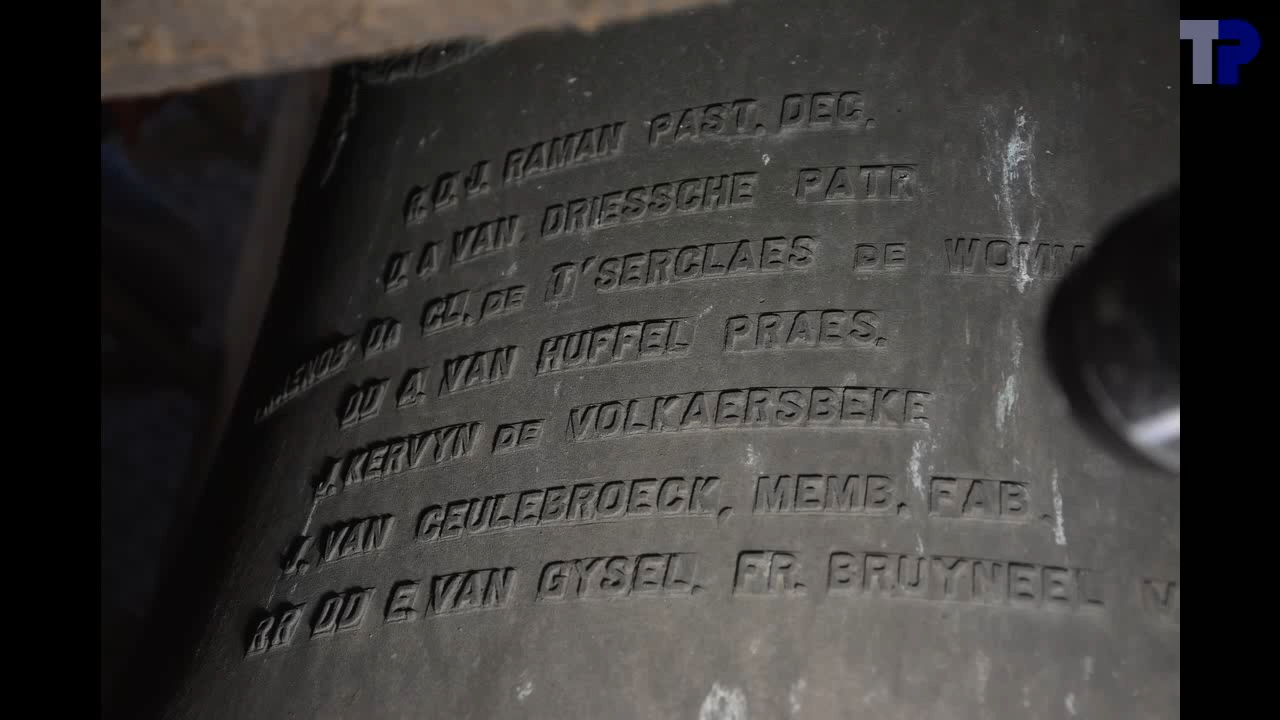 R. D. J. RAMAN PAST. DEC.
D. A VAN. DRIESSCHE PATR
D. CL. DE T'SERCLAES DE WOMM
DD A. VAN HUFFEL PRAES.
J. KERVYN DE VOLKAERSBEKE
J. VAN CEULEBROECK, MEMB. FAB.
RR DD E. VAN GYSEL. FR. BRUYNEEL
TP